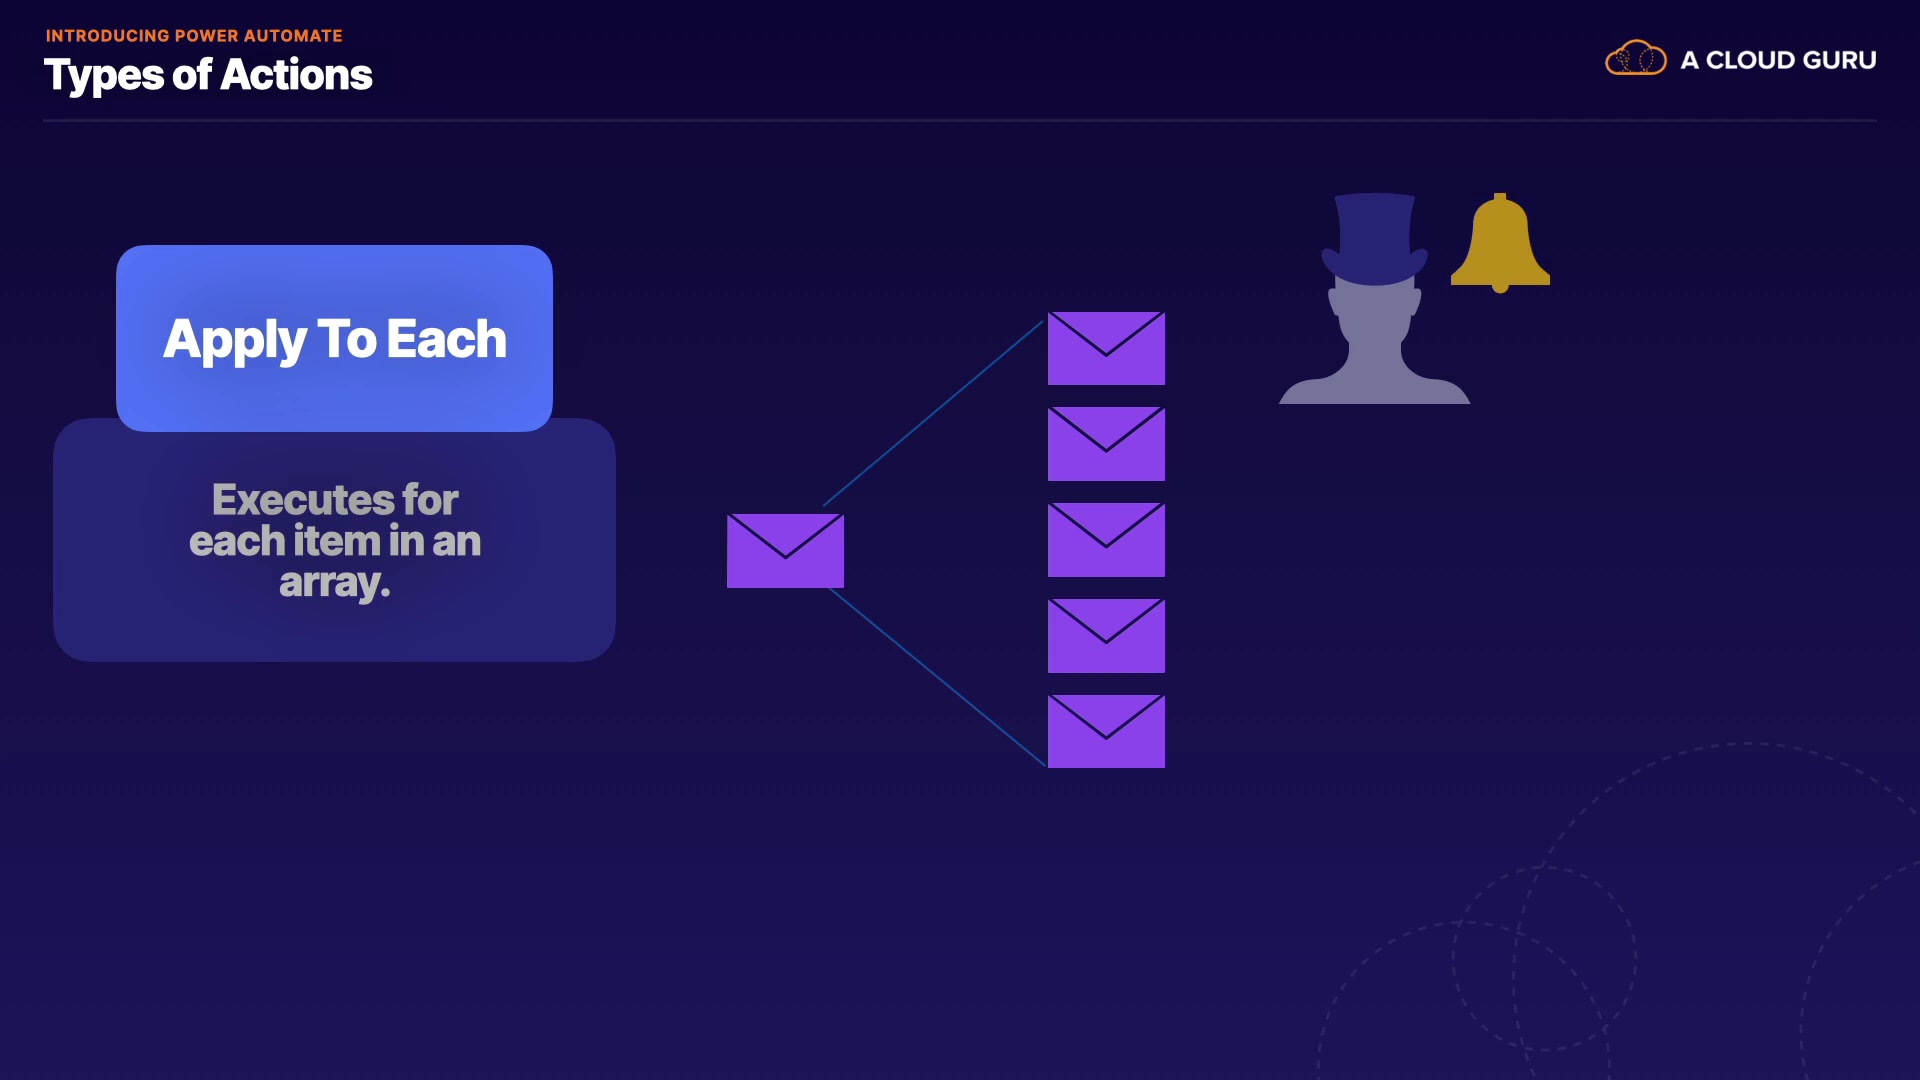 INTRODUCING POWER AUTOMATE
Types of Actions
A CLOUD GURU
Apply To Each
Executes for
each item in an
array.